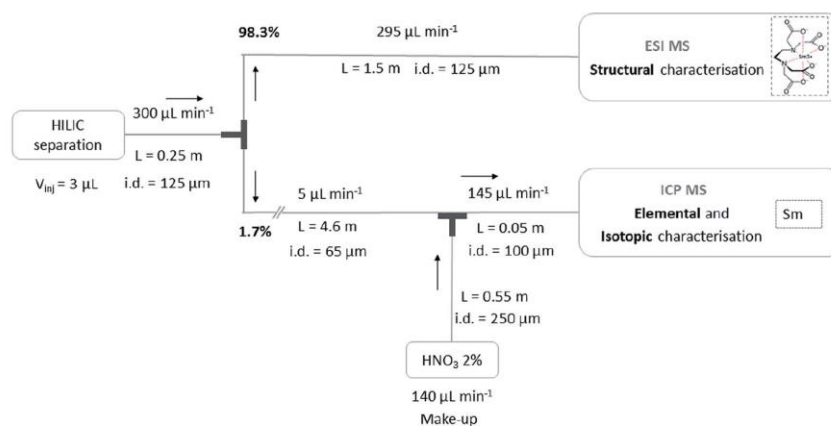 98.3%
295 µL min⁻¹
L = 1.5 m i.d. = 125 µm
ESI MS
Structural characterisation
HILIC
separation
V inj = 3 µL
300 µL min⁻¹
L = 0.25 m
i.d. = 125 µm
1.7%
5 µL min⁻¹
L = 4.6 m
i.d. = 65 µm
145 µL min⁻¹
L = 0.05 m
i.d. = 100 µm
ICP MS
Elemental and
Isotopic characterisation
Sm
L = 0.55 m
i.d. = 250 µm
HNO₃ 2%
140 µL min⁻¹
Make-up